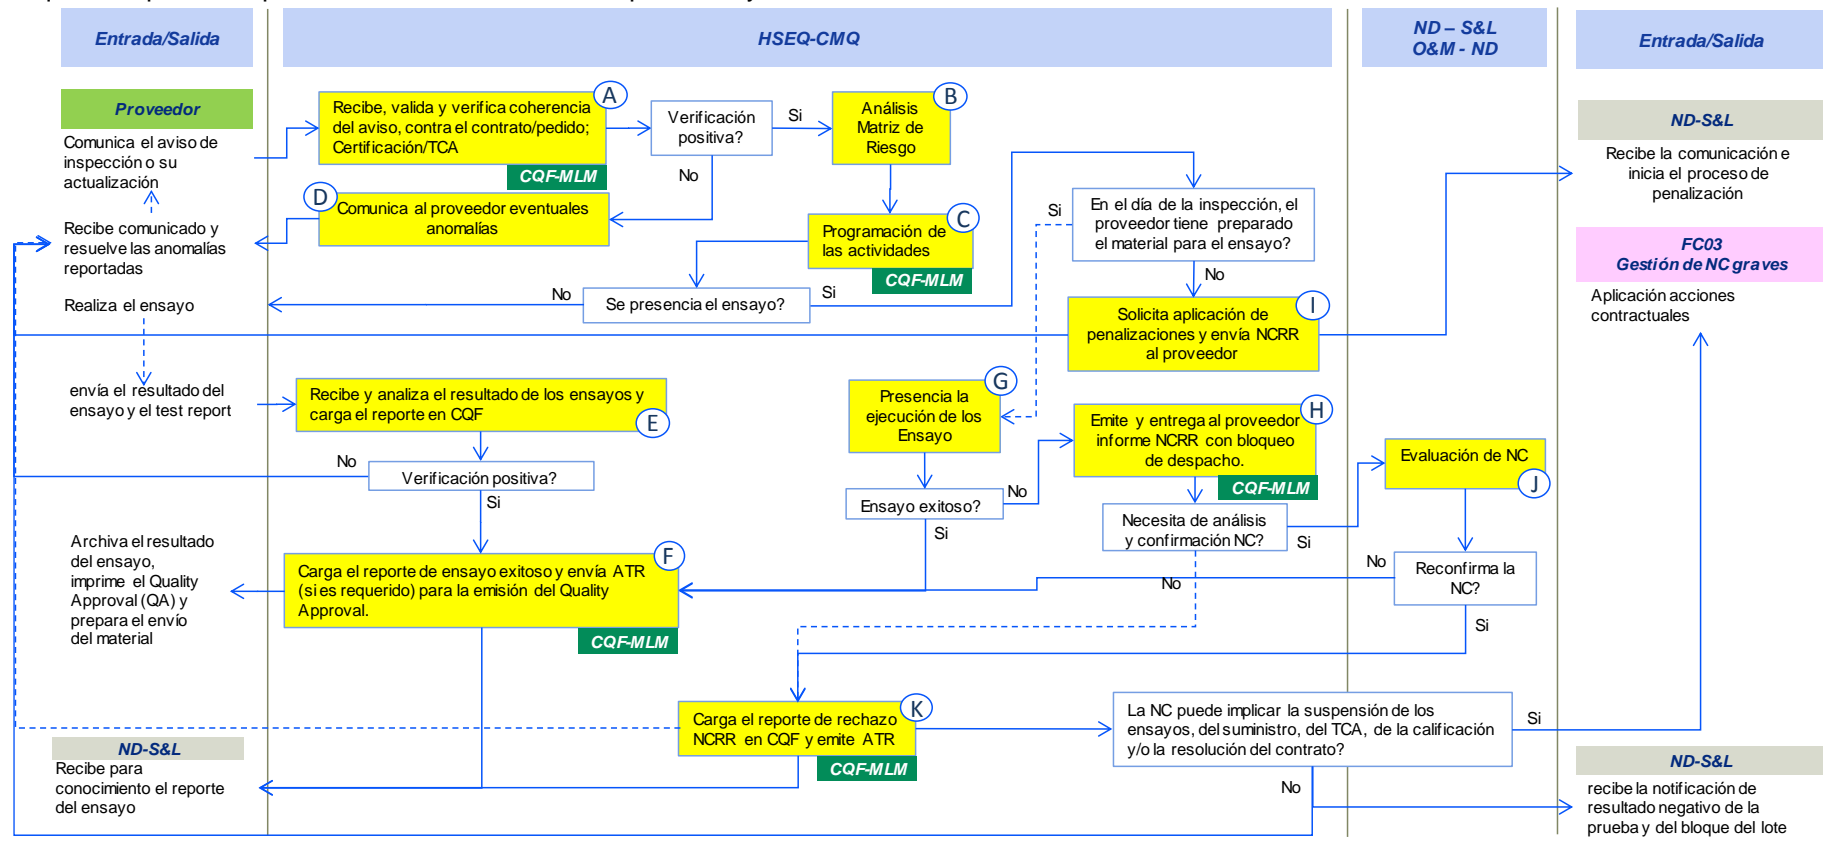 Entrada/Salida
HSEQ-CMQ
ND – S&L
O&M - ND
Entrada/Salida
Proveedor
Comunica el aviso de
inspección o su
actualización
Recibe comunicado y
resuelve las anomalías
reportadas
Realiza el ensayo
envía el resultado del
ensayo y el test report
Archiva el resultado
del ensayo,
imprime el Quality
Approval (QA) y
prepara el envío
del material
ND-S&L
Recibe para
conocimiento el reporte
del ensayo
A
Recibe, valida y verifica coherencia
del aviso, contra el contrato/pedido;
Certificación/TCA
CQF-MLM
Verificación
positiva?
Si
No
B
Análisis
Matriz de
Riesgo
D
Comunica al proveedor eventuales
anomalías
C
Programación de
las actividades
CQF-MLM
Se presencia el ensayo?
No
Si
En el día de la inspección, el
proveedor tiene preparado
el material para el ensayo?
Si
No
I
Solicita aplicación de
penalizaciones y envía NCRR
al proveedor
Recibe y analiza el resultado de los ensayos y
carga el reporte en CQF
E
Verificación positiva?
No
Si
G
Presencia la
ejecución de los
Ensayo
Ensayo exitoso?
No
Si
H
Emite y entrega al proveedor
informe NCRR con bloqueo
de despacho.
CQF-MLM
Necesita de análisis
y confirmación NC?
Si
No
Evaluación de NC
J
Reconfirma la
NC?
No
Si
F
Carga el reporte de ensayo exitoso y envía ATR
(si es requerido) para la emisión del Quality
Approval.
CQF-MLM
K
Carga el reporte de rechazo
NCRR en CQF y emite ATR
CQF-MLM
La NC puede implicar la suspensión de los
ensayos, del suministro, del TCA, de la calificación
y/o la resolución del contrato?
Si
No
ND-S&L
Recibe la comunicación e
inicia el proceso de
penalización
FC03
Gestión de NC graves
Aplicación acciones
contractuales
ND-S&L
recibe la notificación de
resultado negativo de la
prueba y del bloque del lote